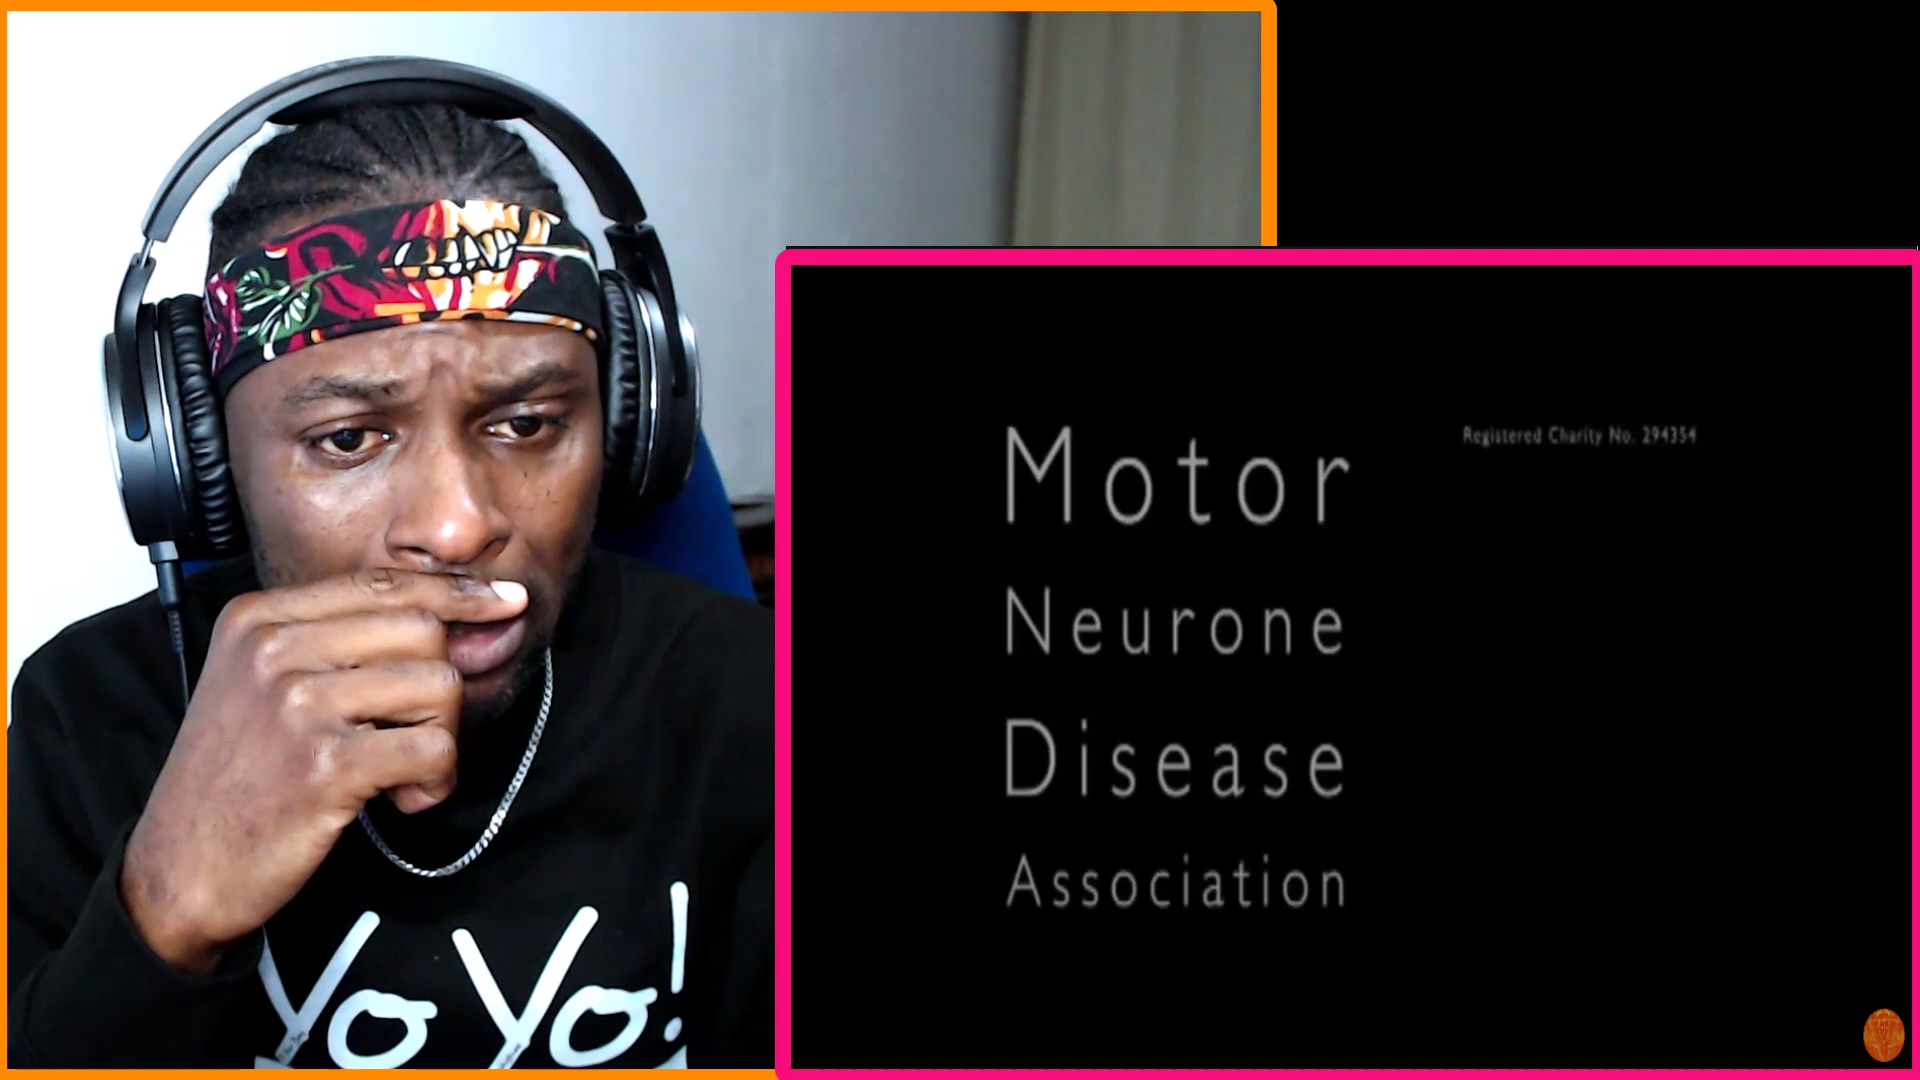 Motor
Registered Charity No. 294354
Neurone
Disease
Association
Yo Yo!